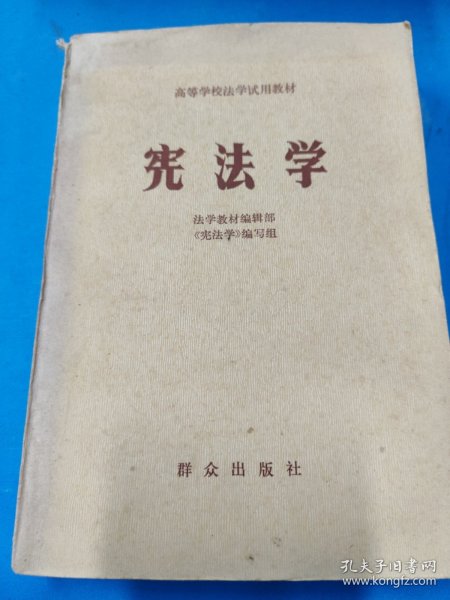 高等学校法学试用教材
宪法学
法学教材编辑部
《宪法学》编写组
群众出版社
孔夫子旧书网
www.kongfz.com